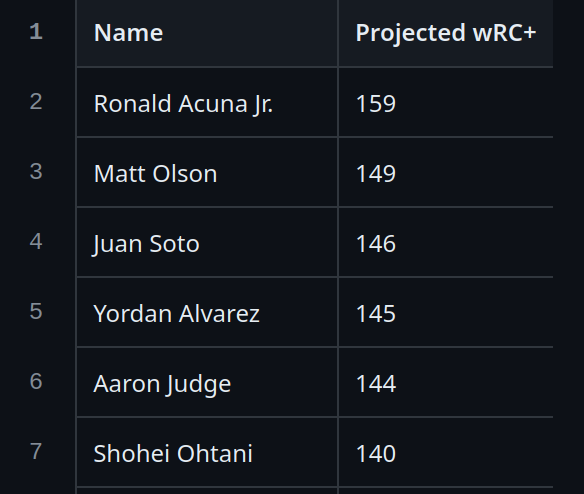 1 Name Projected wRC+
2 Ronald Acuna Jr. 159
3 Matt Olson 149
4 Juan Soto 146
5 Yordan Alvarez 145
6 Aaron Judge 144
7 Shohei Ohtani 140